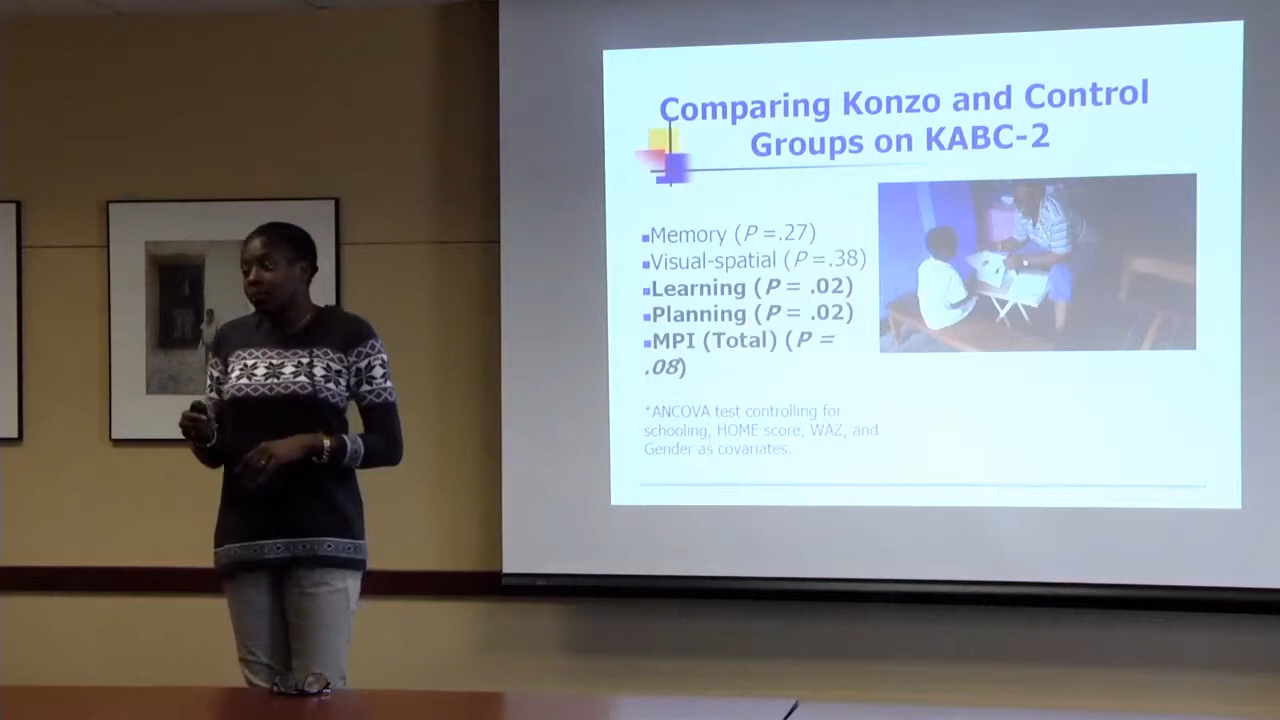 Comparing Konzo and Control
Groups on KABC-2
Memory (P =.27)
Visual-spatial (P =.38)
Learning (P = .02)
Planning (P = .02)
MPI (Total) (P =
.08)
*ANCOVA test controlling for
schooling, HOME score, WAZ, and
Gender as covariates.